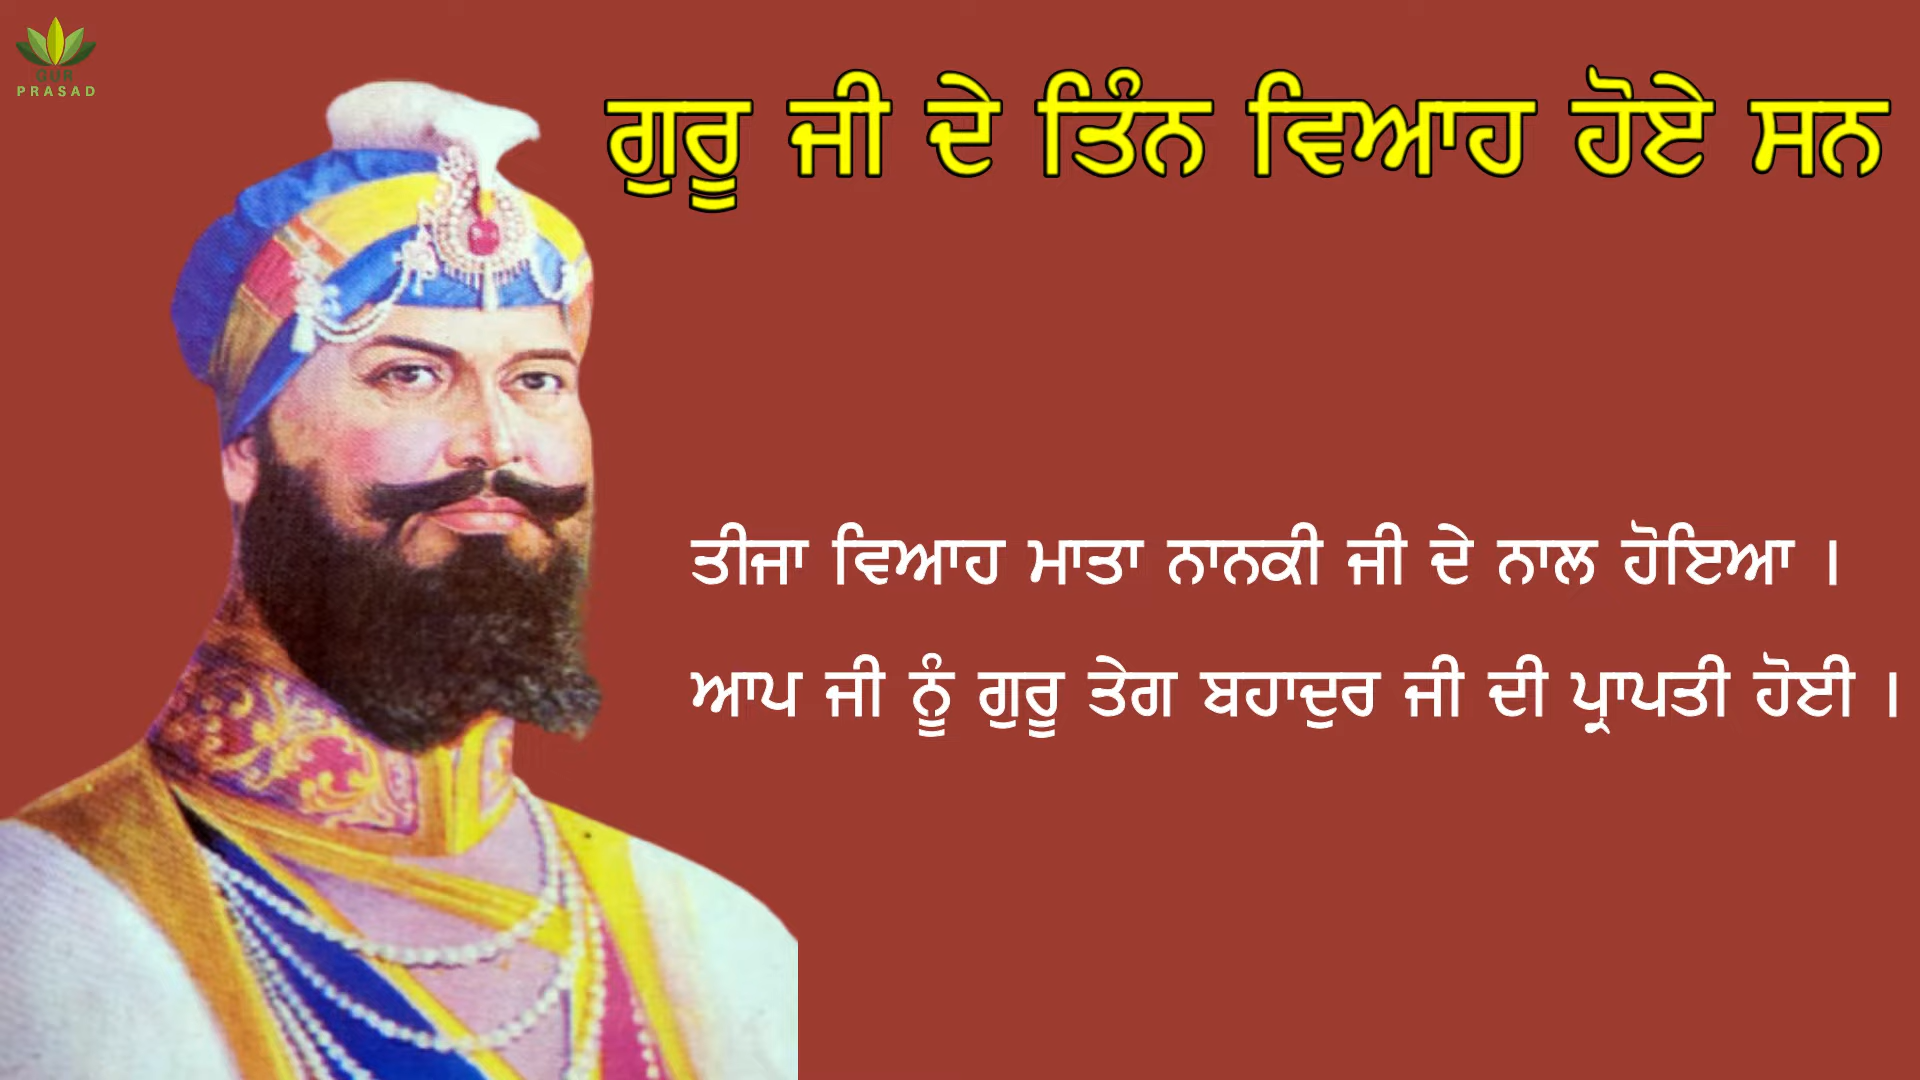 GUR
PRASAD
ਗੁਰੂ ਜੀ ਦੇ ਤਿੰਨ ਵਿਆਹ ਹੋਏ ਸਨ
ਤੀਜਾ ਵਿਆਹ ਮਾਤਾ ਨਾਨਕੀ ਜੀ ਦੇ ਨਾਲ ਹੋਇਆ ।
ਆਪ ਜੀ ਨੂੰ ਗੁਰੂ ਤੇਗ ਬਹਾਦੁਰ ਜੀ ਦੀ ਪ੍ਰਾਪਤੀ ਹੋਈ ।